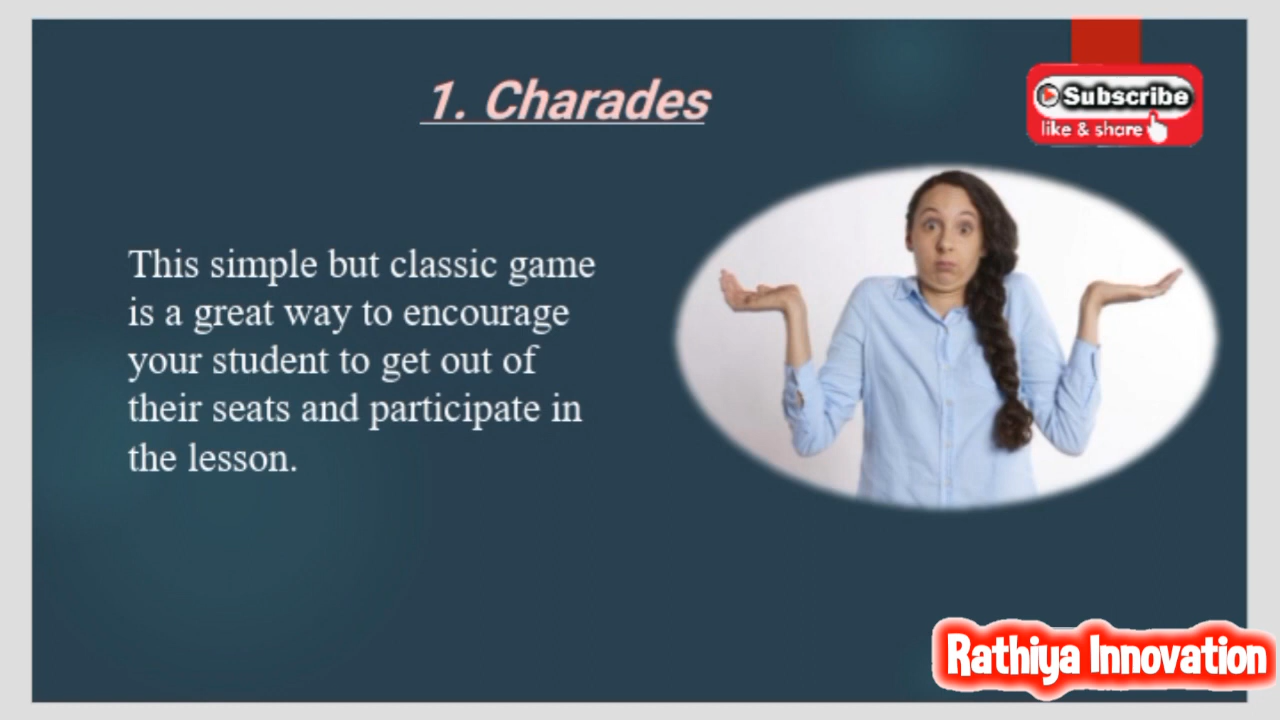 1. Charades
Subscribe
like & share
This simple but classic game
is a great way to encourage
your student to get out of
their seats and participate in
the lesson.
Rathiya Innovation